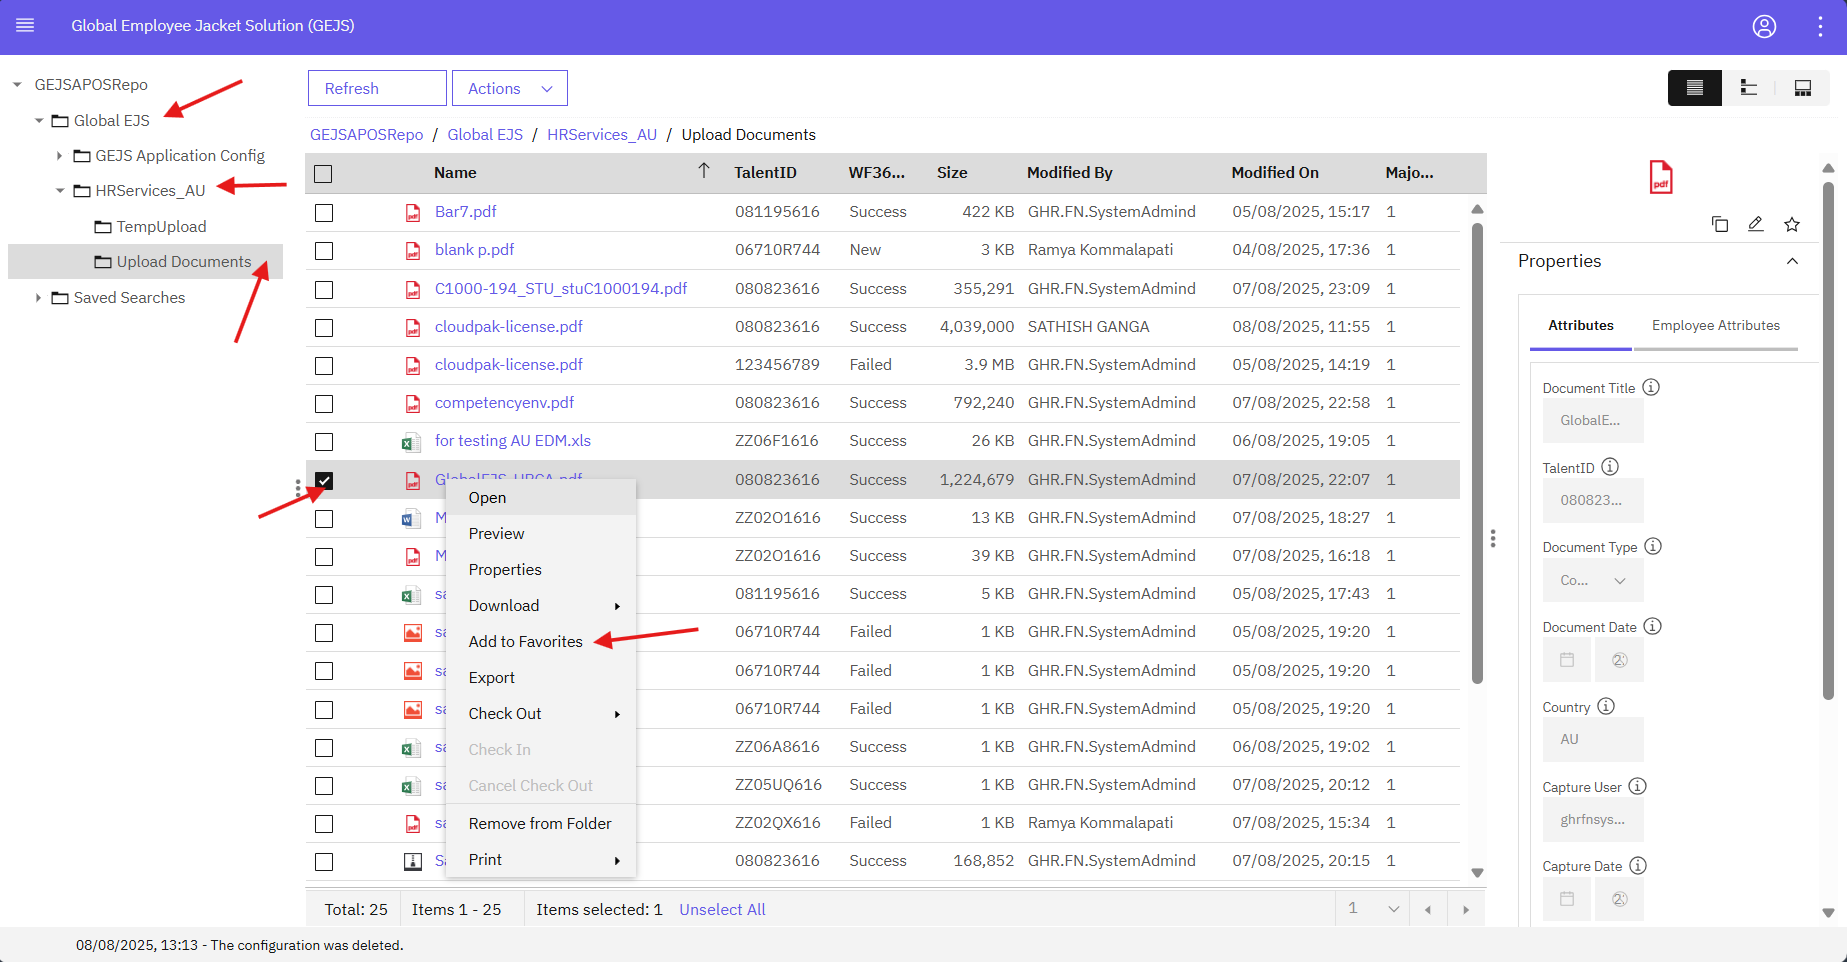 Global Employee Jacket Solution (GEJS)
GEJSAPOSRepo
Global EJS
GEJS Application Config
HRServices_AU
TempUpload
Upload Documents
Saved Searches
Refresh
Actions
GEJSAPOSRepo / Global EJS / HRServices_AU / Upload Documents
Name TalentID WF36... Size Modified By Modified On Majo...
Bar7.pdf 081195616 Success 422 KB GHR.FN.SystemAdmind 05/08/2025, 15:17 1
blank p.pdf 06710R744 New 3 KB Ramya Kommalapati 04/08/2025, 17:36 1
C1000-194_STU_stuC1000194.pdf 080823616 Success 355,291 GHR.FN.SystemAdmind 07/08/2025, 23:09 1
cloudpak-license.pdf 080823616 Success 4,039,000 SATHISH GANGA 08/08/2025, 11:55 1
cloudpak-license.pdf 123456789 Failed 3.9 MB GHR.FN.SystemAdmind 05/08/2025, 14:19 1
competencyenv.pdf 080823616 Success 792,240 GHR.FN.SystemAdmind 07/08/2025, 22:58 1
for testing AU EDM.xls ZZ06F1616 Success 26 KB GHR.FN.SystemAdmind 06/08/2025, 19:05 1
080823616 Success 1,224,679 GHR.FN.SystemAdmind 07/08/2025, 22:07 1
M ZZ02O1616 Success 13 KB GHR.FN.SystemAdmind 07/08/2025, 18:27 1
M ZZ02O1616 Success 39 KB GHR.FN.SystemAdmind 07/08/2025, 16:18 1
sa 081195616 Success 5 KB GHR.FN.SystemAdmind 05/08/2025, 17:43 1
sa 06710R744 Failed 1 KB GHR.FN.SystemAdmind 05/08/2025, 19:20 1
sa 06710R744 Failed 1 KB GHR.FN.SystemAdmind 05/08/2025, 19:20 1
sa 06710R744 Failed 1 KB GHR.FN.SystemAdmind 05/08/2025, 19:20 1
sa ZZ06A8616 Success 1 KB GHR.FN.SystemAdmind 06/08/2025, 19:02 1
sa ZZ05UQ616 Success 1 KB GHR.FN.SystemAdmind 07/08/2025, 20:12 1
sa ZZ02QX616 Failed 1 KB Ramya Kommalapati 07/08/2025, 15:34 1
Sa 080823616 Success 168,852 GHR.FN.SystemAdmind 07/08/2025, 20:15 1
Open
Preview
Properties
Download
Add to Favorites
Export
Check Out
Check In
Cancel Check Out
Remove from Folder
Print
Total: 25 Items 1 - 25 Items selected: 1 Unselect All 1
pdf
Properties
Attributes Employee Attributes
Document Title
GlobalE...
TalentID
080823...
Document Type
Co...
Document Date
Country
AU
Capture User
ghrfnsys...
Capture Date
08/08/2025, 13:13 - The configuration was deleted.